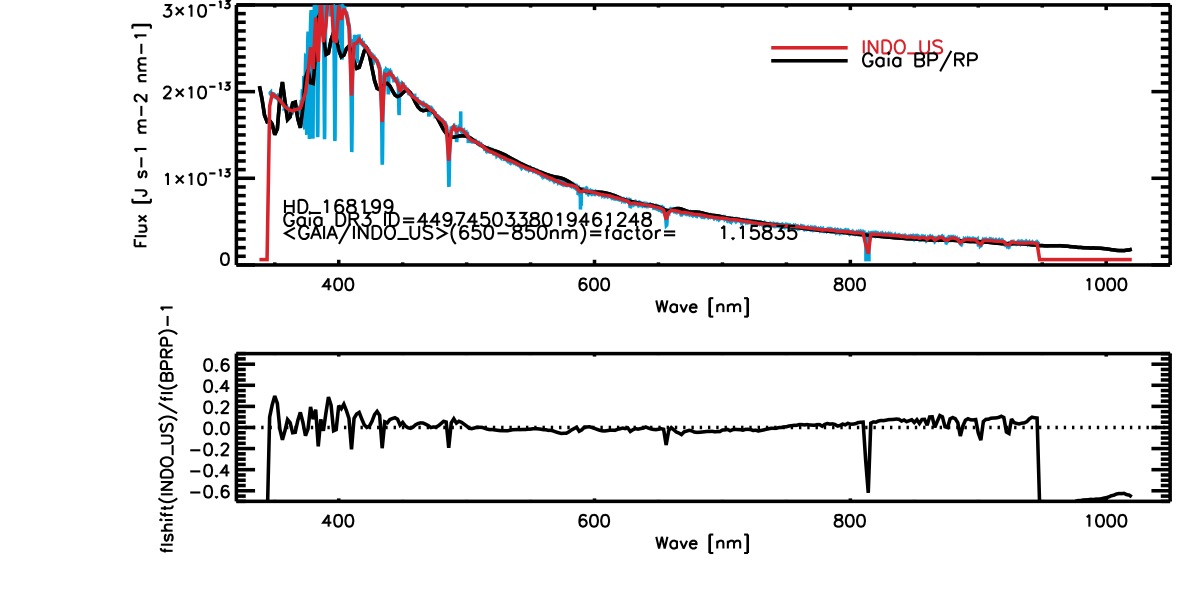 3×10−13
2×10−13
1×10−13
0
Flux [J s−1 m−2 nm−1]
INDO_US
Gaia BP/RP
HD_168199
Gaia DR3_ID=4497450338019461248
<GAIA/INDO_US>(650−850nm)=factor= 1.15835
400 600 800 1000
Wave [nm]
flshift(INDO_US)/fl(BPRP)−1
0.6
0.4
0.2
0.0
−0.2
−0.4
−0.6
400 600 800 1000
Wave [nm]